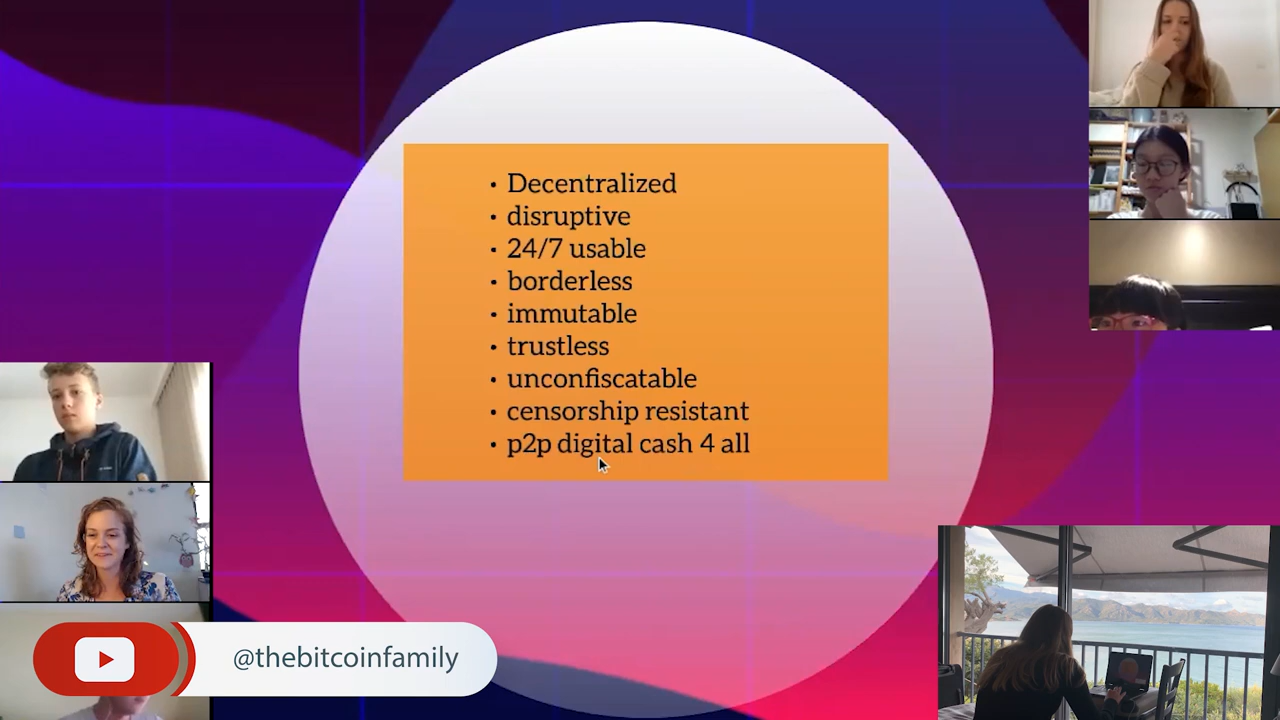 • Decentralized
• disruptive
• 24/7 usable
• borderless
• immutable
• trustless
• unconfiscatable
• censorship resistant
• p2p digital cash 4 all
@thebitcoinfamily